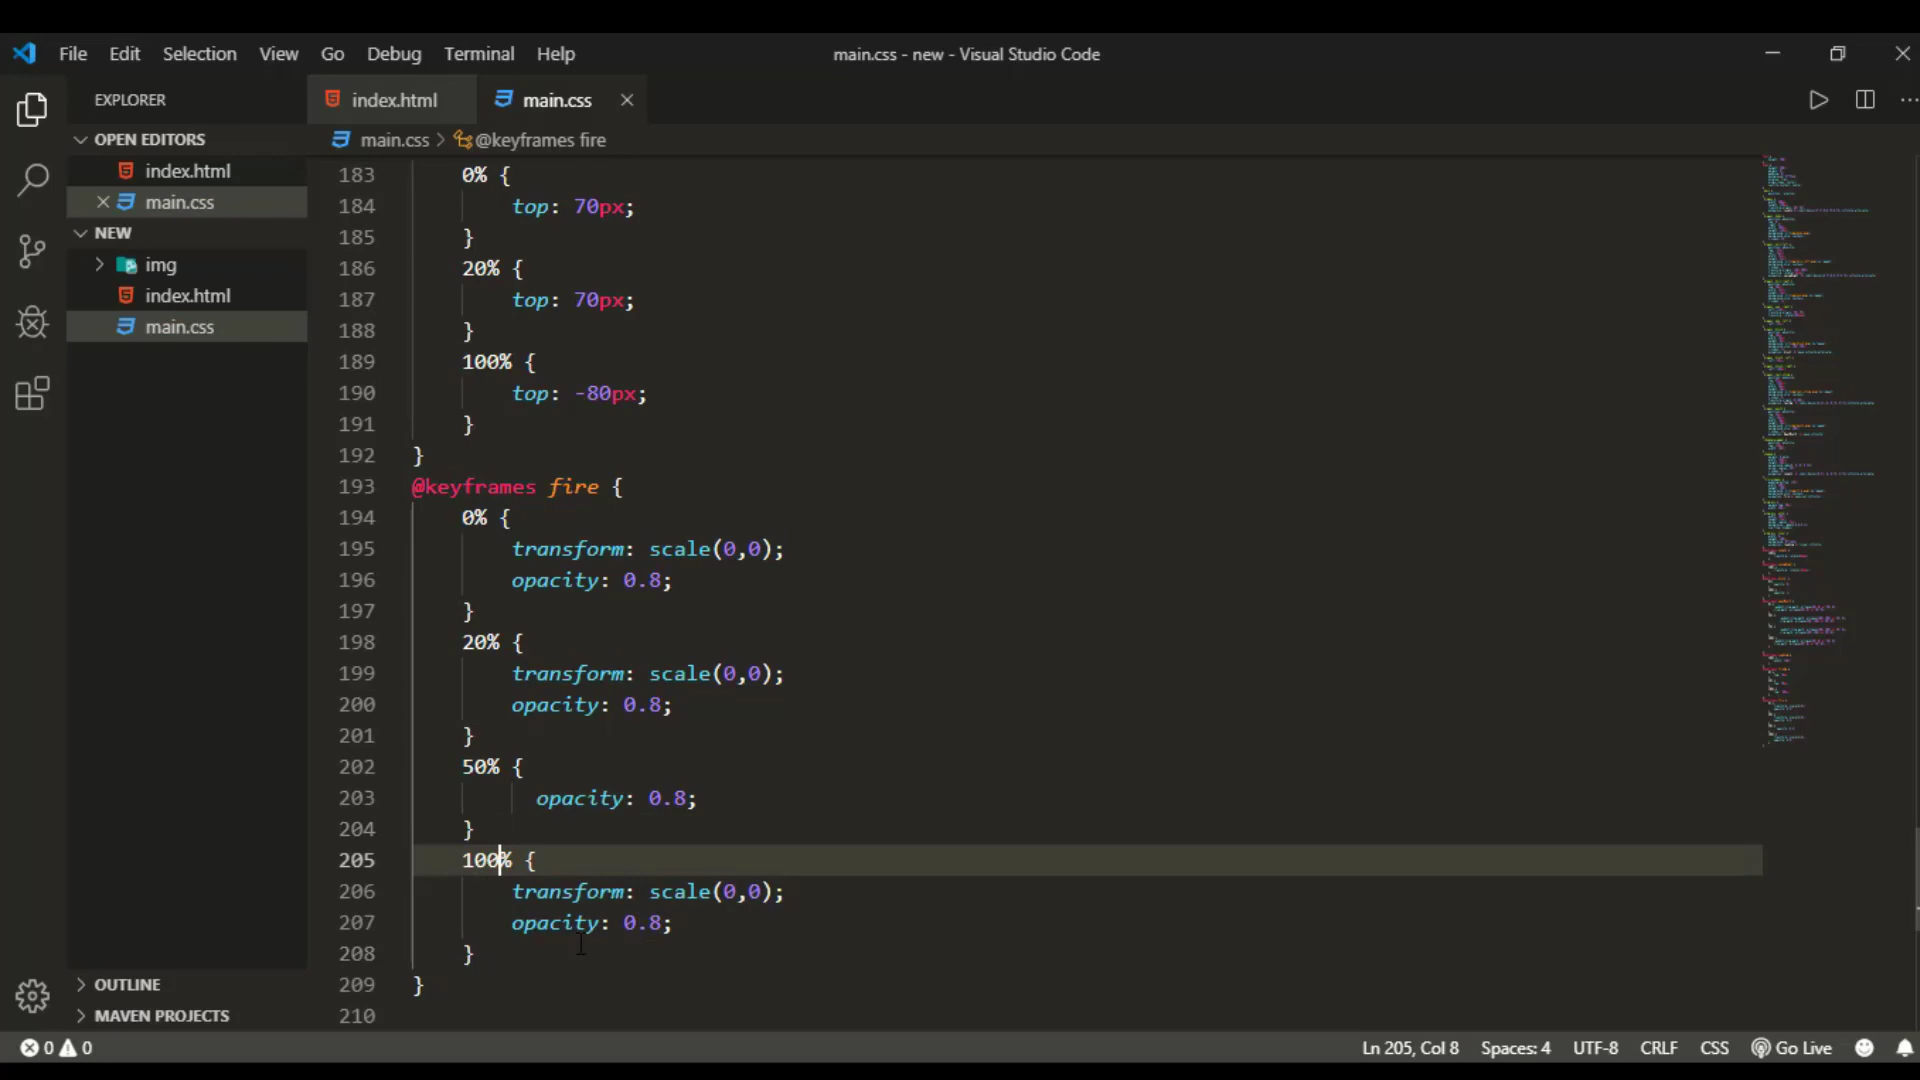 File Edit Selection View Go Debug Terminal Help main.css - new - Visual Studio Code
EXPLORER
OPEN EDITORS
index.html
main.css
NEW
img
index.html
main.css
OUTLINE
MAVEN PROJECTS
index.html main.css
main.css > @keyframes fire
183 0% {
184 top: 70px;
185 }
186 20% {
187 top: 70px;
188 }
189 100% {
190 top: -80px;
191 }
192 }
193 @keyframes fire {
194 0% {
195 transform: scale(0,0);
196 opacity: 0.8;
197 }
198 20% {
199 transform: scale(0,0);
200 opacity: 0.8;
201 }
202 50% {
203 opacity: 0.8;
204 }
205 100% {
206 transform: scale(0,0);
207 opacity: 0.8;
208 }
209 }
210
0 0 Ln 205, Col 8 Spaces: 4 UTF-8 CRLF CSS Go Live